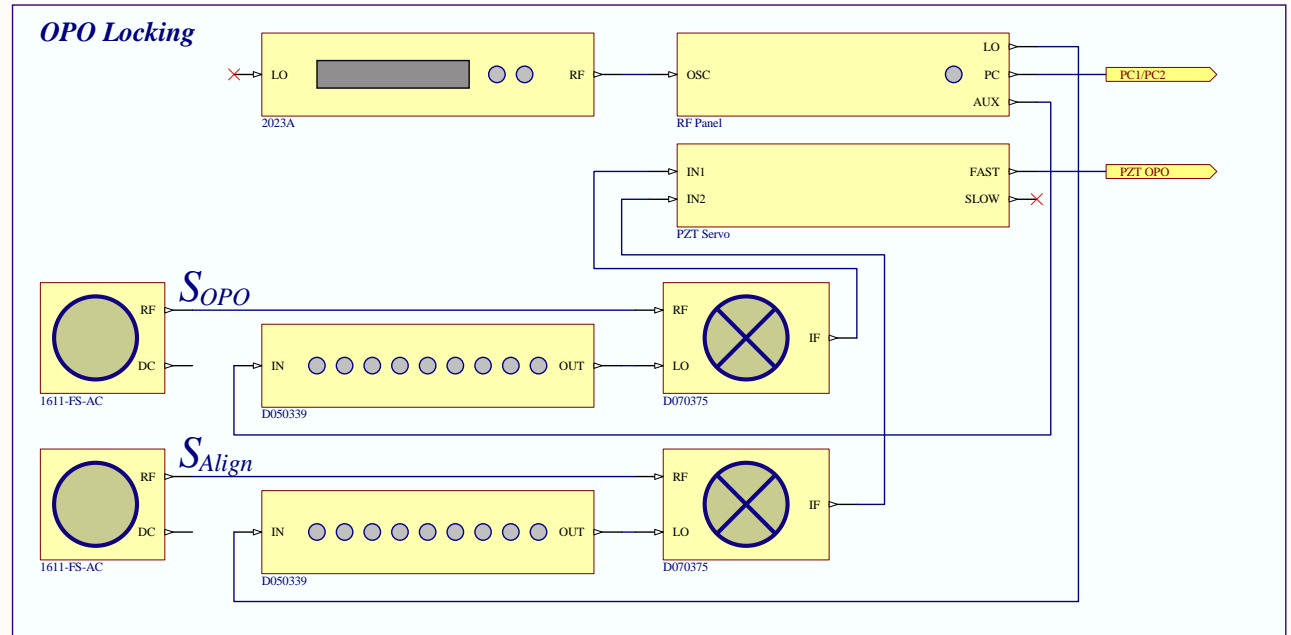 OPO Locking
LO
RF
2023A
OSC
LO
PC
AUX
RF Panel
PC1/PC2
IN1
IN2
FAST
SLOW
PZT Servo
PZT OPO
RF
DC
1611-FS-AC
SOPO
IN
OUT
D050339
RF
LO
IF
D070375
RF
DC
1611-FS-AC
SAlign
IN
OUT
D050339
RF
LO
IF
D070375